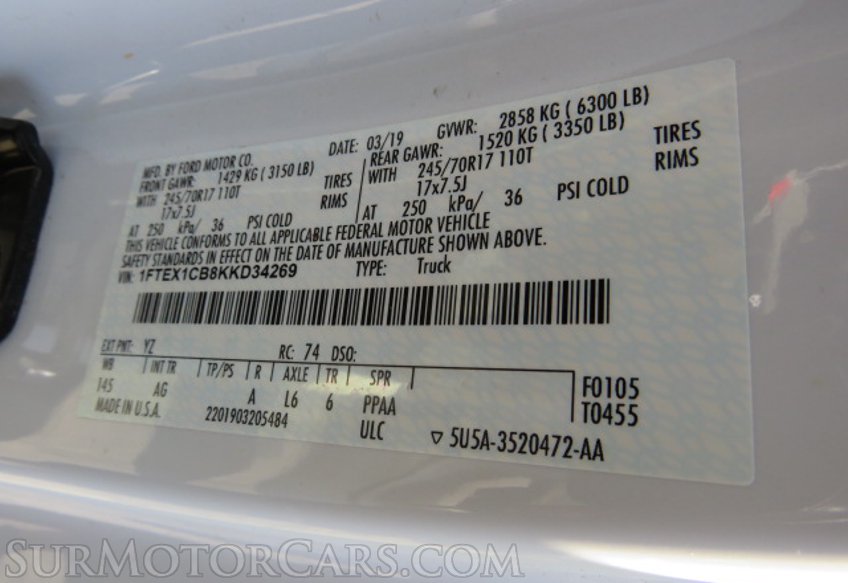 MFD. BY FORD MOTOR CO. DATE: 03/19 GVWR: 2858 KG ( 6300 LB)
FRONT GAWR: 1429 KG ( 3150 LB) REAR GAWR: 1520 KG ( 3350 LB)
WITH 245/70R17 110T TIRES WITH 245/70R17 110T TIRES
17x7.5J RIMS 17x7.5J RIMS
AT 250 kPa/ 36 PSI COLD AT 250 kPa/ 36 PSI COLD
THIS VEHICLE CONFORMS TO ALL APPLICABLE FEDERAL MOTOR VEHICLE
SAFETY STANDARDS IN EFFECT ON THE DATE OF MANUFACTURE SHOWN ABOVE.
VIN: 1FTEX1CB8KKD34269 TYPE: Truck
EXT PNT: YZ RC: 74 DSO:
WB INT TR TP/PS R AXLE TR SPR
145 AG A L6 6 PPAA F0105
MADE IN U.S.A. 2201903205484 ULC T0455
5U5A-3520472-AA
SURMOTORCARS.COM